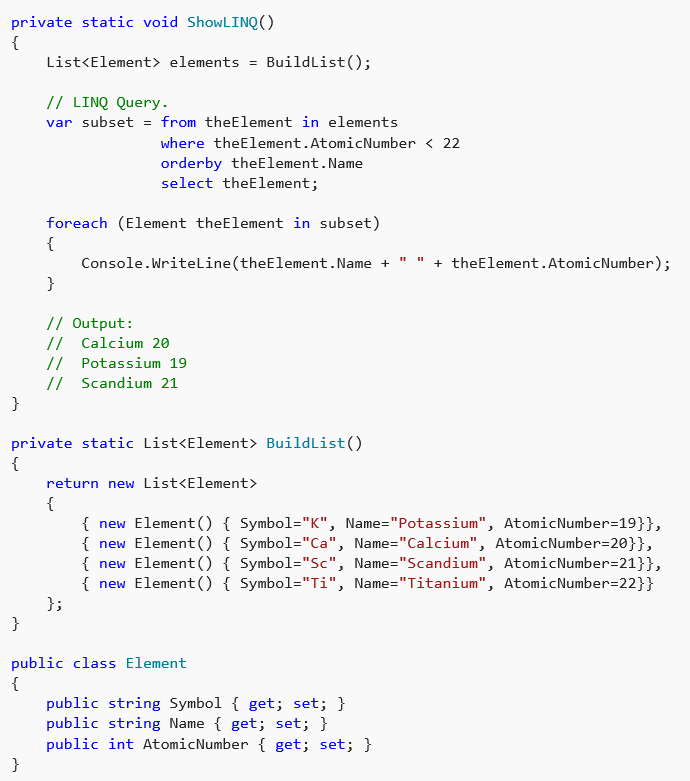 private static void ShowLINQ()
{
    List<Element> elements = BuildList();

    // LINQ Query.
    var subset = from theElement in elements
                 where theElement.AtomicNumber < 22
                 orderby theElement.Name
                 select theElement;

    foreach (Element theElement in subset)
    {
        Console.WriteLine(theElement.Name + " " + theElement.AtomicNumber);
    }

    // Output:
    //  Calcium 20
    //  Potassium 19
    //  Scandium 21
}

private static List<Element> BuildList()
{
    return new List<Element>
    {
        { new Element() { Symbol="K", Name="Potassium", AtomicNumber=19}},
        { new Element() { Symbol="Ca", Name="Calcium", AtomicNumber=20}},
        { new Element() { Symbol="Sc", Name="Scandium", AtomicNumber=21}},
        { new Element() { Symbol="Ti", Name="Titanium", AtomicNumber=22}}
    };
}

public class Element
{
    public string Symbol { get; set; }
    public string Name { get; set; }
    public int AtomicNumber { get; set; }
}